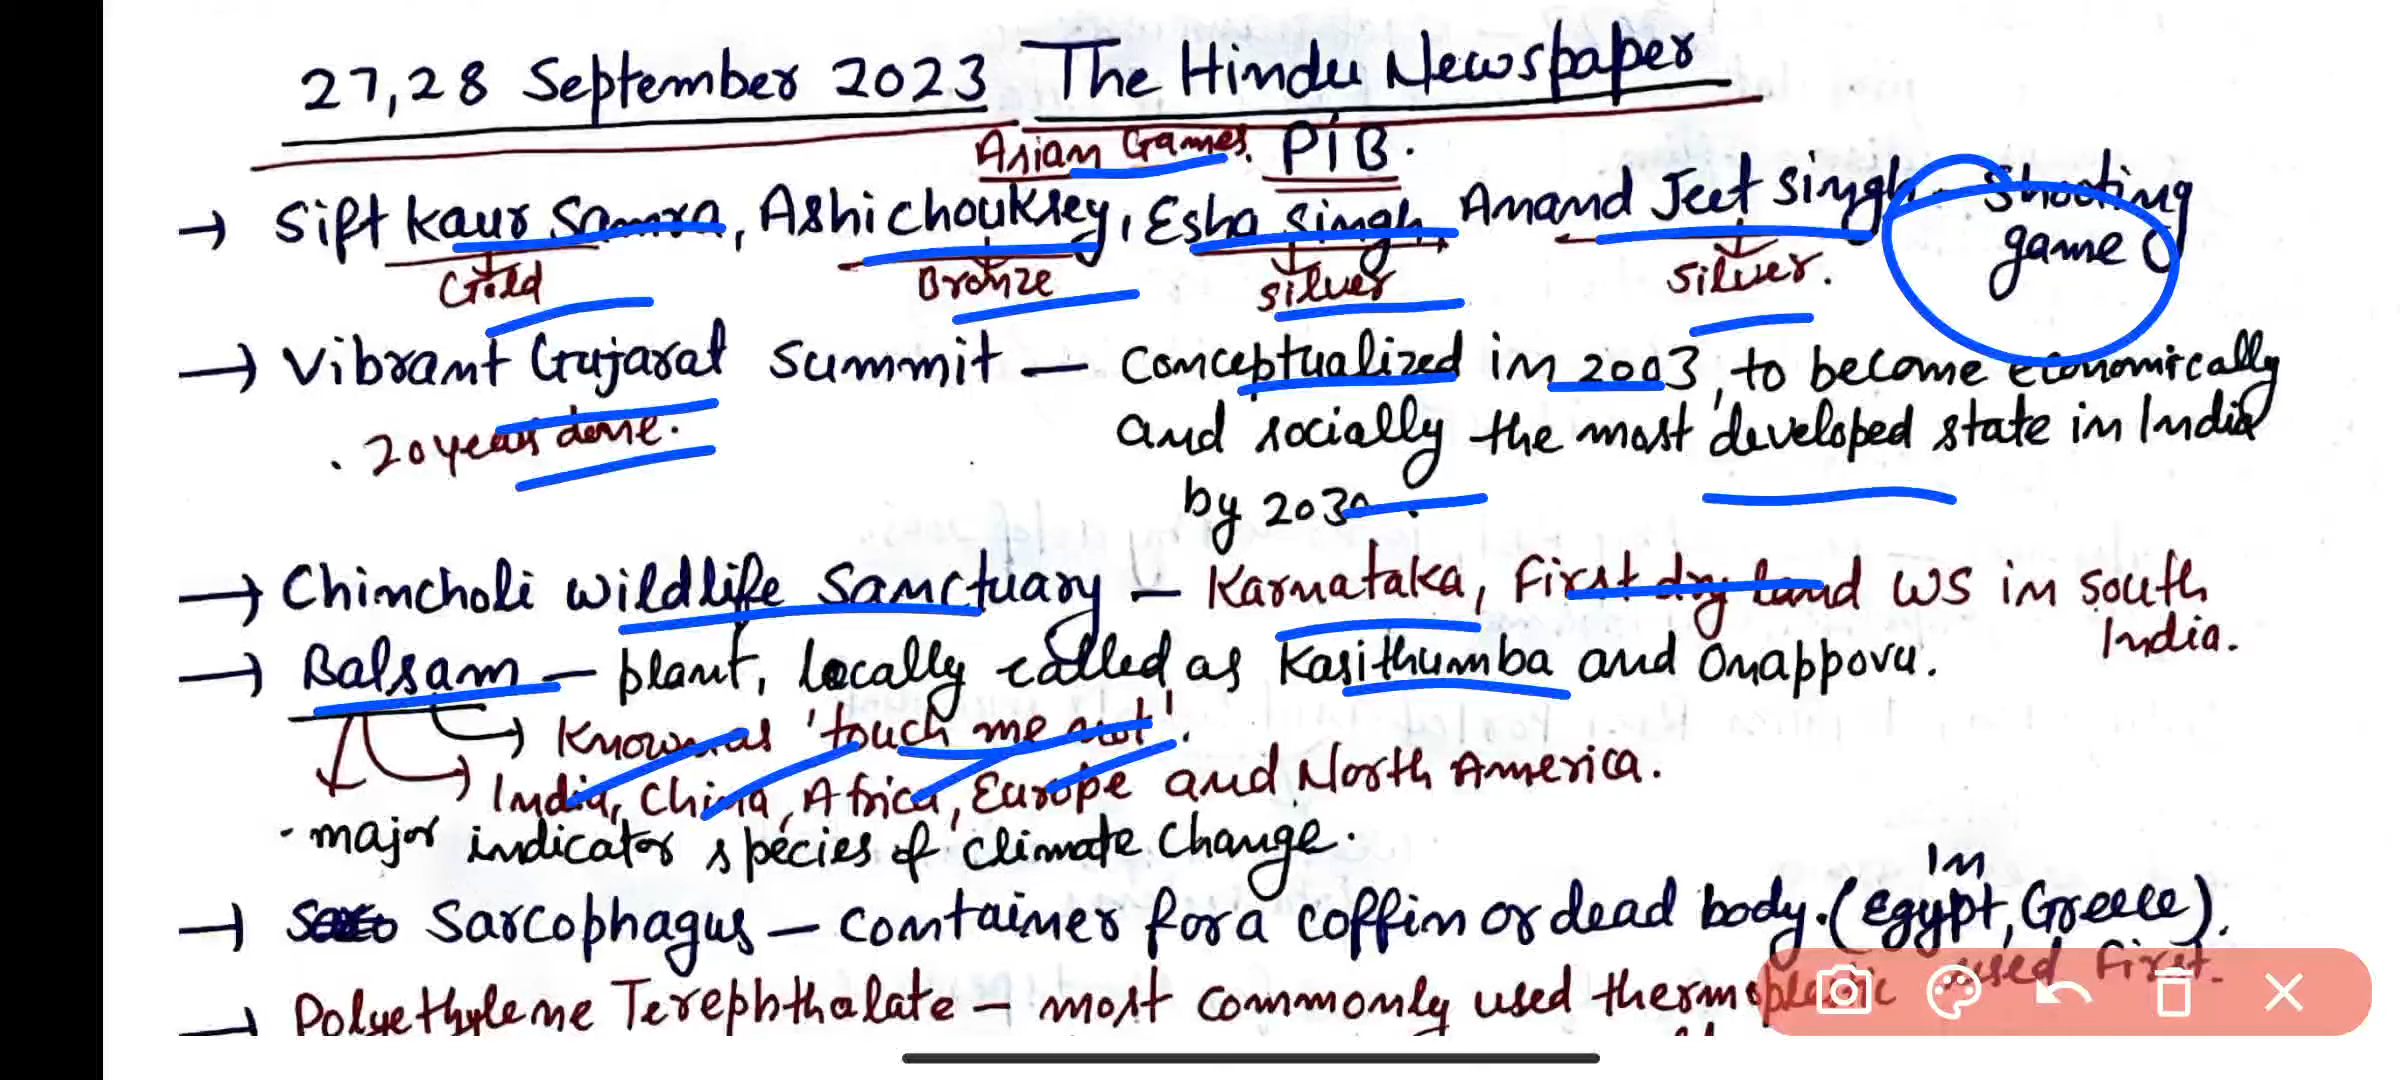 27,28 September 2023 The Hindu Newspaper
Asian Games. PIB.
→ Sift Kaur Samra, Ashi Chouksey, Esha Singh, Anand Jeet Singh - Shooting game
Gold Bronze Silver Silver.
→ Vibrant Gujarat Summit — Conceptualized in 2003, to become economically
. 20 years done. and socially the most developed state in India
by 2030.
→ Chimcholi Wildlife Sanctuary — Karnataka, First dry land WS in South India.
→ Balsam — plant, locally called as Kasithumba and Onappovu.
→ Known as 'touch me not'.
→ India, China, Africa, Europe and North America.
· major indicator species of climate change.
→ Sarcophagus — container for a coffin or dead body. (In Egypt, Greece).
used first.
→ Polyethylene Terephthalate — most commonly used thermoplastic